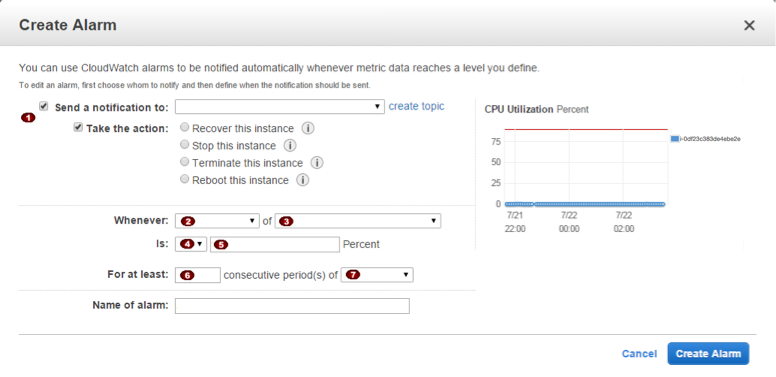 Create Alarm
You can use CloudWatch alarms to be notified automatically whenever metric data reaches a level you define.
To edit an alarm, first choose whom to notify and then define when the notification should be sent.
1
Send a notification to: create topic
Take the action: Recover this instance i
Stop this instance i
Terminate this instance i
Reboot this instance i
Whenever: 2 of 3
Is: 4 5 Percent
For at least: 6 consecutive period(s) of 7
Name of alarm:
CPU Utilization Percent
75
50
25
0
7/21 7/22 7/22
22:00 00:00 02:00
i-0df23c383de4ebe2e
Cancel Create Alarm